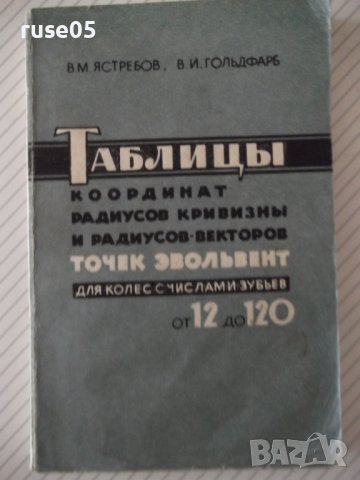 ruse05
В.М. ЯСТРЕБОВ, В.И. ГОЛЬДФАРБ
ТАБЛИЦЫ
КООРДИНАТ
РАДИУСОВ КРИВИЗНЫ
И РАДИУСОВ-ВЕКТОРОВ
ТОЧЕК ЭВОЛЬВЕНТ
ДЛЯ КОЛЕС С ЧИСЛАМИ ЗУБЬЕВ
ОТ 12 ДО 120
BAZAR